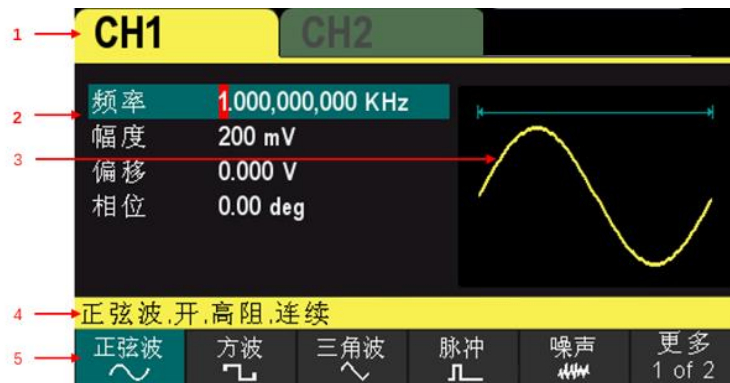 1 CH1 CH2
2 频率 1.000,000,000 KHz
幅度 200 mV
3 偏移 0.000 V
相位 0.00 deg
4 正弦波,开,高阻,连续
5 正弦波 方波 三角波 脉冲 噪声 更多
1 of 2